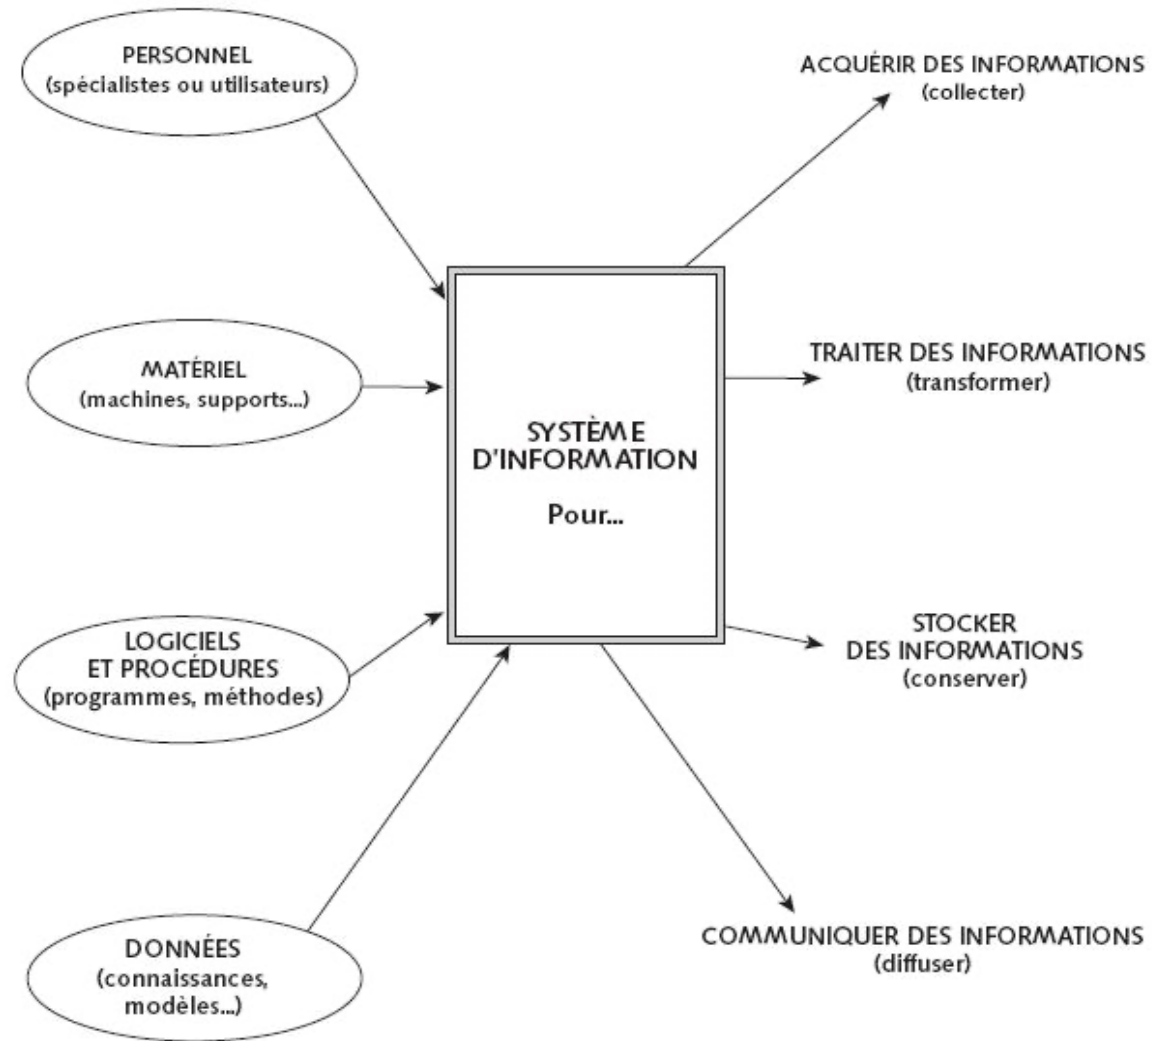 PERSONNEL
(spécialistes ou utilisateurs)
MATÉRIEL
(machines, supports...)
LOGICIELS
ET PROCÉDURES
(programmes, méthodes)
DONNÉES
(connaissances,
modèles...)
SYSTÈME
D'INFORMATION
Pour...
ACQUÉRIR DES INFORMATIONS
(collecter)
TRAITER DES INFORMATIONS
(transformer)
STOCKER
DES INFORMATIONS
(conserver)
COMMUNIQUER DES INFORMATIONS
(diffuser)